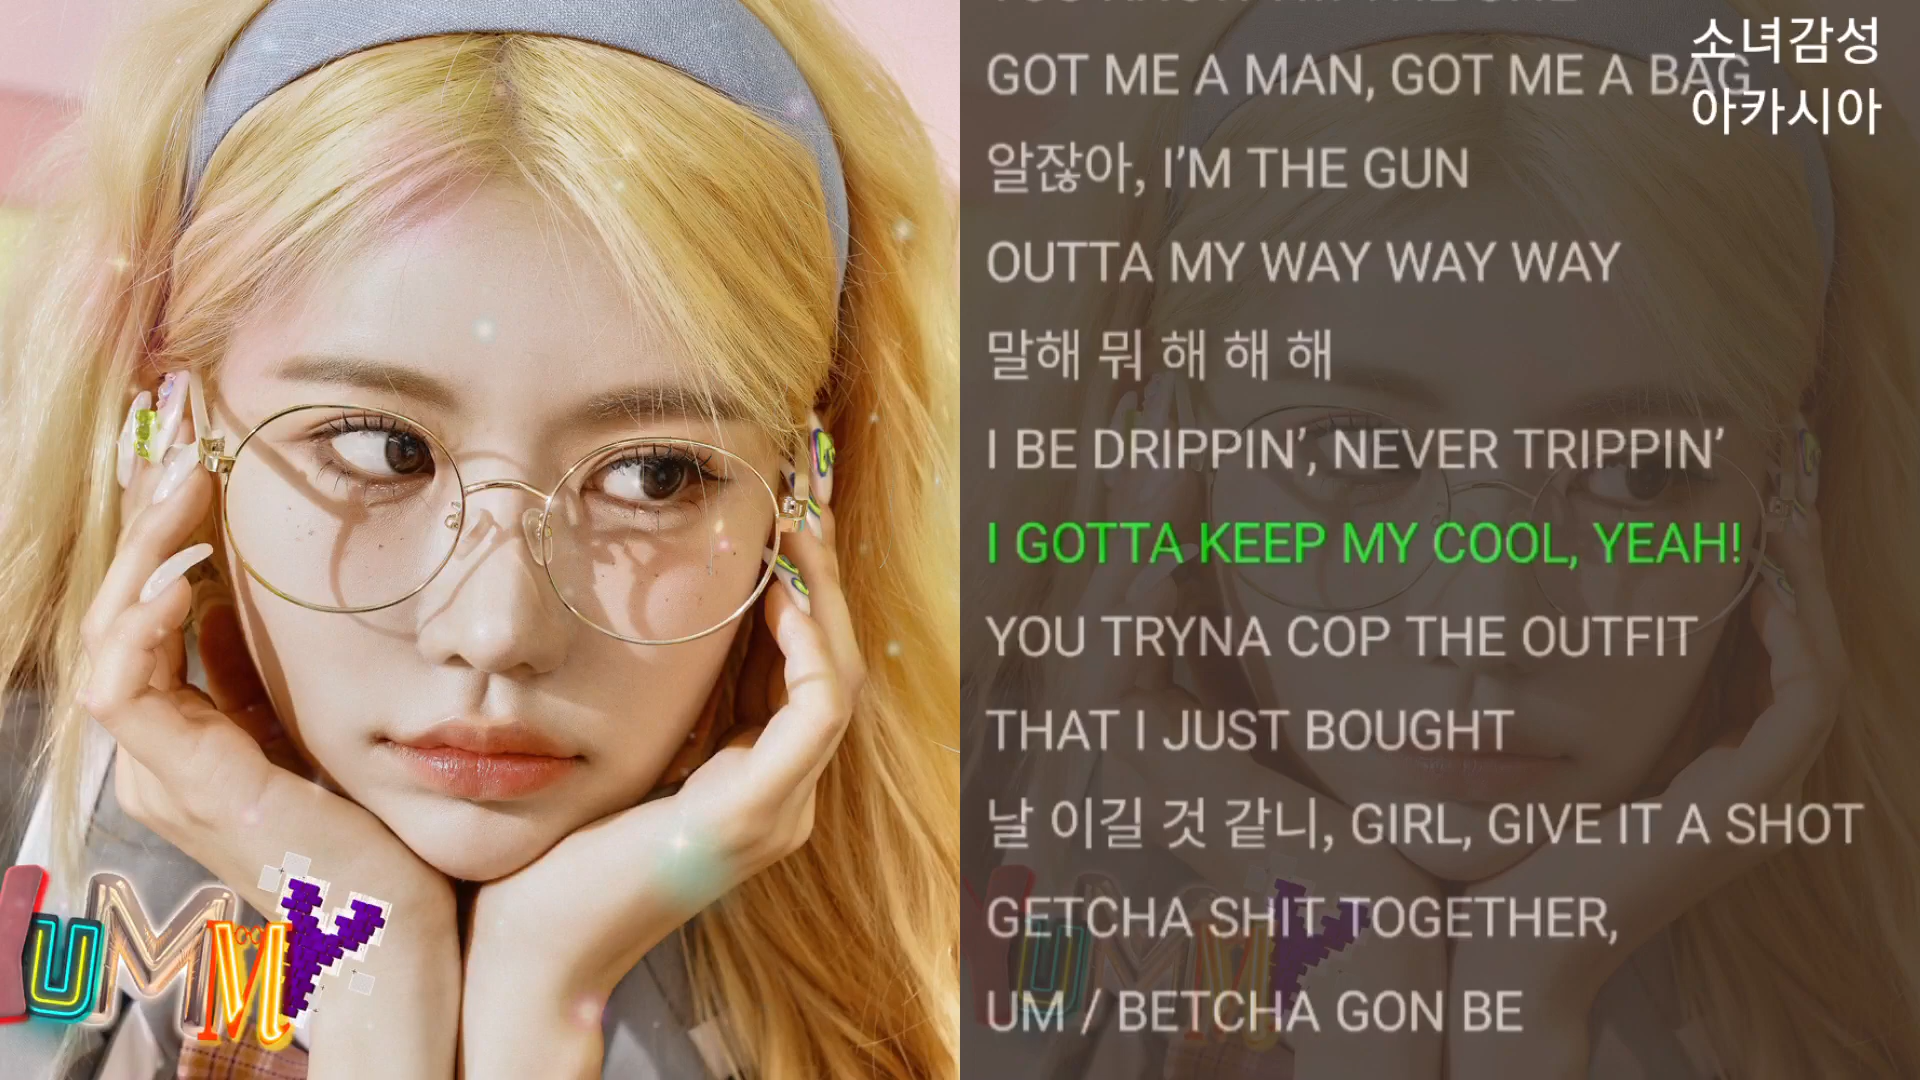 YUMMY
소녀감성
아카시아
GOT ME A MAN, GOT ME A BAG
알잖아, I'M THE GUN
OUTTA MY WAY WAY WAY
말해 뭐 해 해 해
I BE DRIPPIN', NEVER TRIPPIN'
I GOTTA KEEP MY COOL, YEAH!
YOU TRYNA COP THE OUTFIT
THAT I JUST BOUGHT
날 이길 것 같니, GIRL, GIVE IT A SHOT
GETCHA SHIT TOGETHER,
UM / BETCHA GON BE